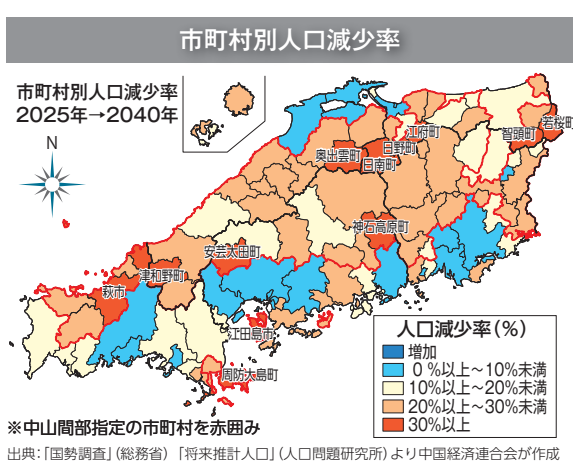 市町村別人口減少率
市町村別人口減少率
2025年→2040年
N
江府町
若桜町
智頭町
日野町
奥出雲町
日南町
神石高原町
安芸太田町
津和野町
萩市
江田島市
周防大島町
人口減少率(%)
増加
0%以上~10%未満
10%以上~20%未満
20%以上~30%未満
30%以上
※中山間部指定の市町村を赤囲み
出典:「国勢調査」(総務省)「将来推計人口」(人口問題研究所)より中国経済連合会が作成